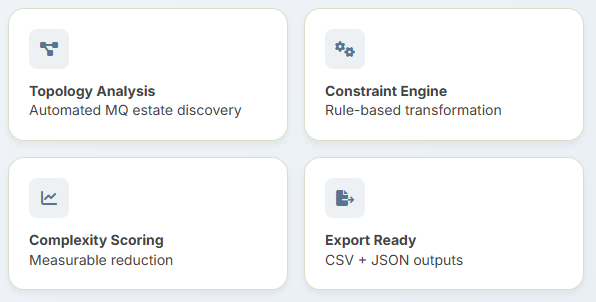 Topology Analysis
Automated MQ estate discovery
Constraint Engine
Rule-based transformation
Complexity Scoring
Measurable reduction
Export Ready
CSV + JSON outputs